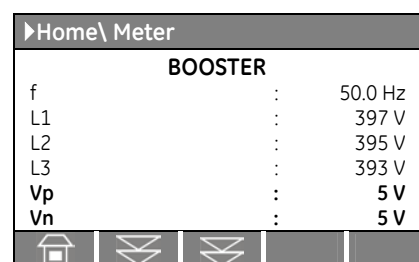 ▶Home\ Meter
BOOSTER
f : 50.0 Hz
L1 : 397 V
L2 : 395 V
L3 : 393 V
Vp : 5 V
Vn : 5 V